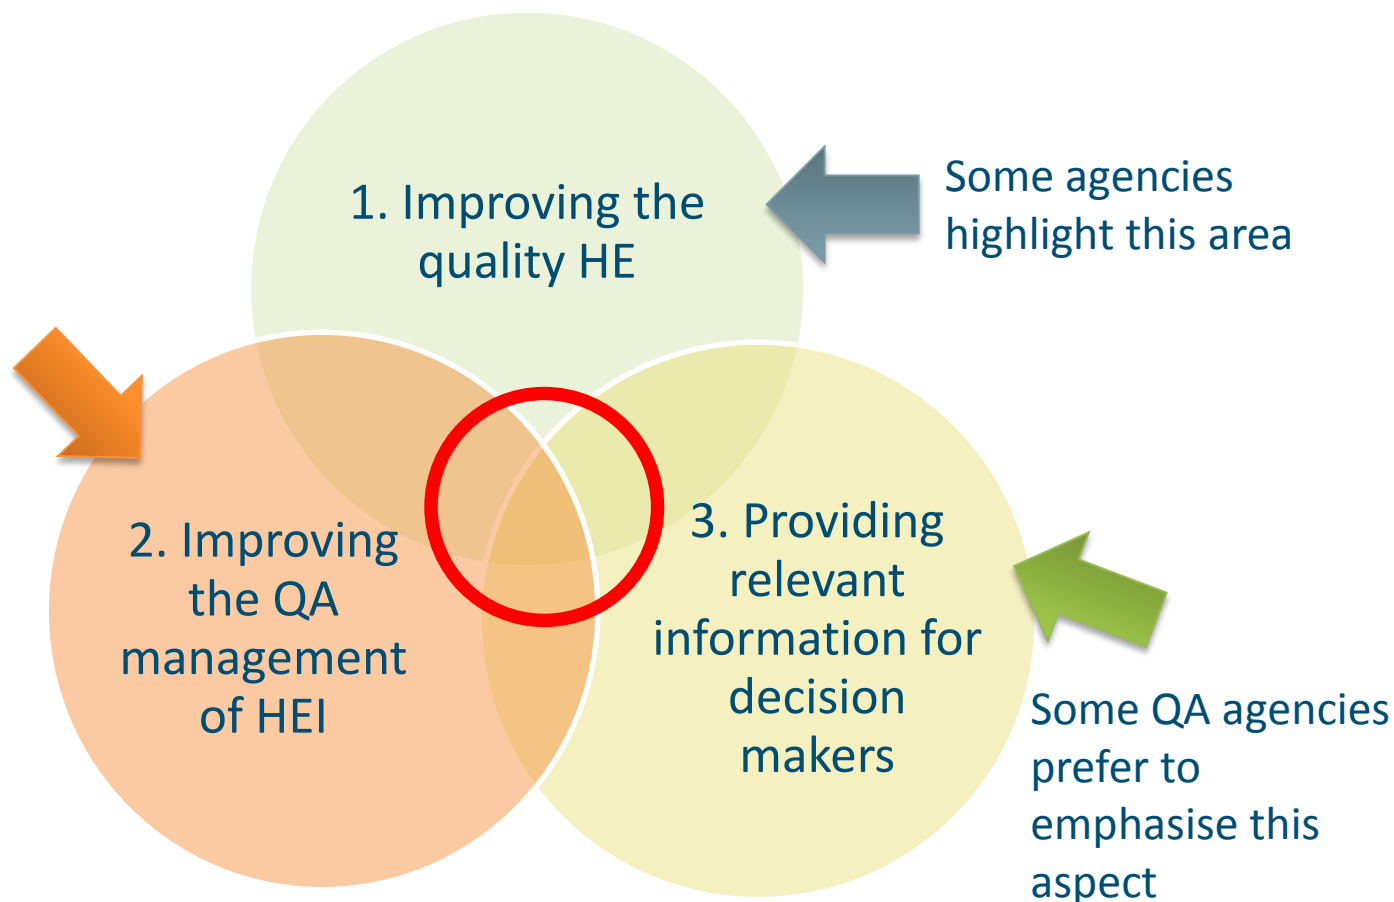 1. Improving the
quality HE
Some agencies
highlight this area
2. Improving
the QA
management
of HEI
3. Providing
relevant
information for
decision
makers
Some QA agencies
prefer to
emphasise this
aspect